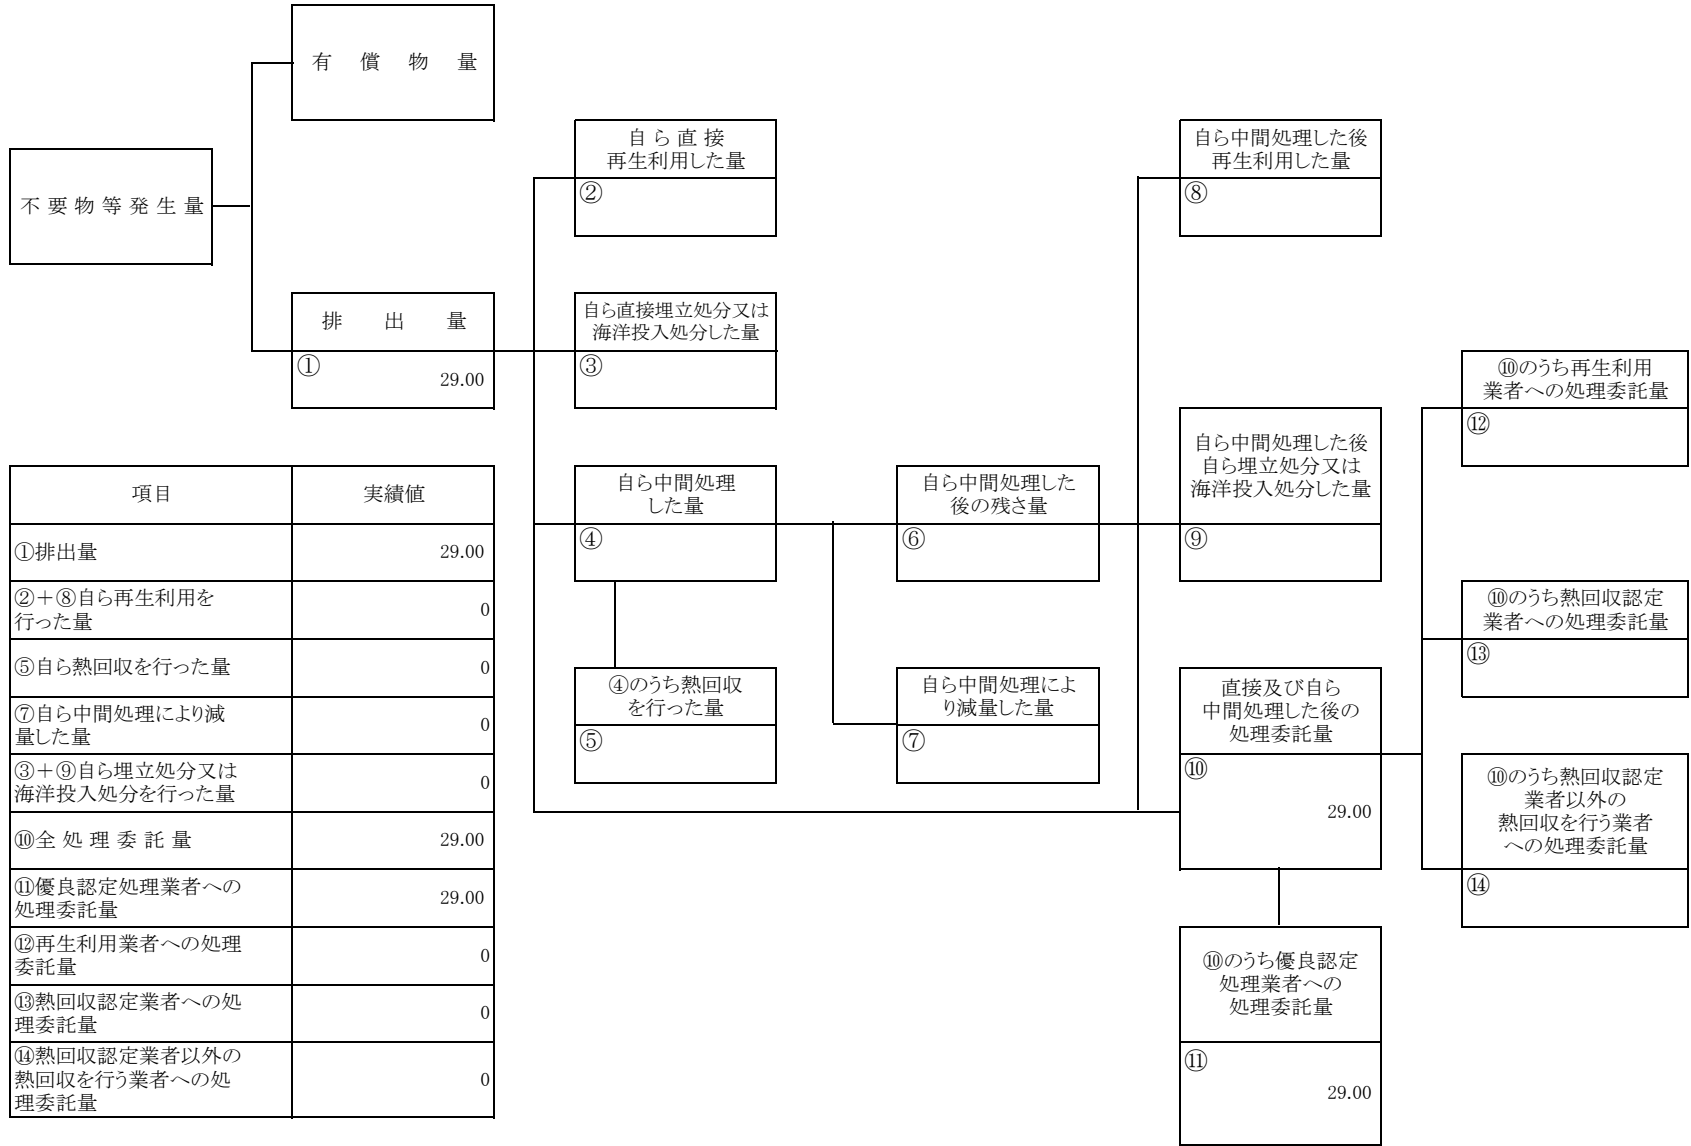 有償物量
不要物等発生量
排出量
①
29.00
自ら直接
再生利用した量
②
自ら直接埋立処分又は
海洋投入処分した量
③
自ら中間処理
した量
④
④のうち熱回収
を行った量
⑤
自ら中間処理した
後の残さ量
⑥
自ら中間処理によ
り減量した量
⑦
自ら中間処理した後
再生利用した量
⑧
自ら中間処理した後
自ら埋立処分又は
海洋投入処分した量
⑨
直接及び自ら
中間処理した後の
処理委託量
⑩
29.00
⑩のうち優良認定
処理業者への
処理委託量
⑪
29.00
⑩のうち再生利用
業者への処理委託量
⑫
⑩のうち熱回収認定
業者への処理委託量
⑬
⑩のうち熱回収認定
業者以外の
熱回収を行う業者
への処理委託量
⑭
項目 実績値
①排出量 29.00
②＋⑧自ら再生利用を
行った量 0
⑤自ら熱回収を行った量 0
⑦自ら中間処理により減
量した量 0
③＋⑨自ら埋立処分又は
海洋投入処分を行った量 0
⑩全処理委託量 29.00
⑪優良認定処理業者への
処理委託量 29.00
⑫再生利用業者への処理
委託量 0
⑬熱回収認定業者への処
理委託量 0
⑭熱回収認定業者以外の
熱回収を行う業者への処
理委託量 0